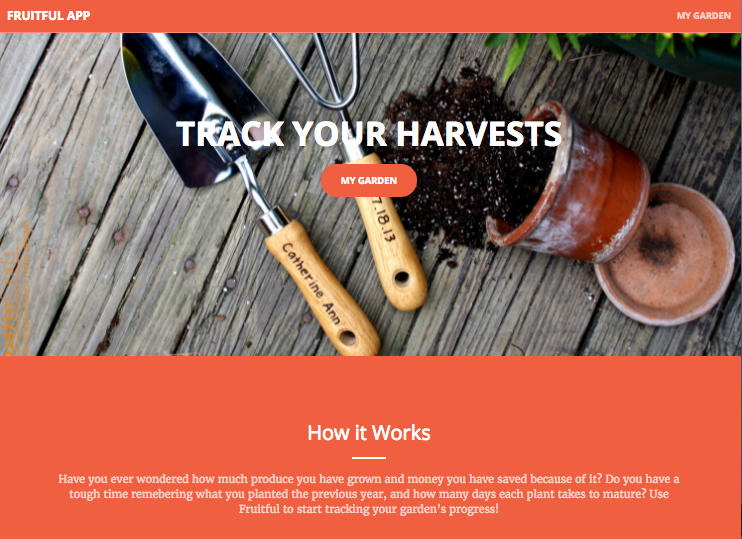 FRUITFUL APP
MY GARDEN
TRACK YOUR HARVESTS
MY GARDEN
7.18.13
Catherine Ann
How it Works
Have you ever wondered how much produce you have grown and money you have saved because of it? Do you have a
tough time remebering what you planted the previous year, and how many days each plant takes to mature? Use
Fruitful to start tracking your garden's progress!